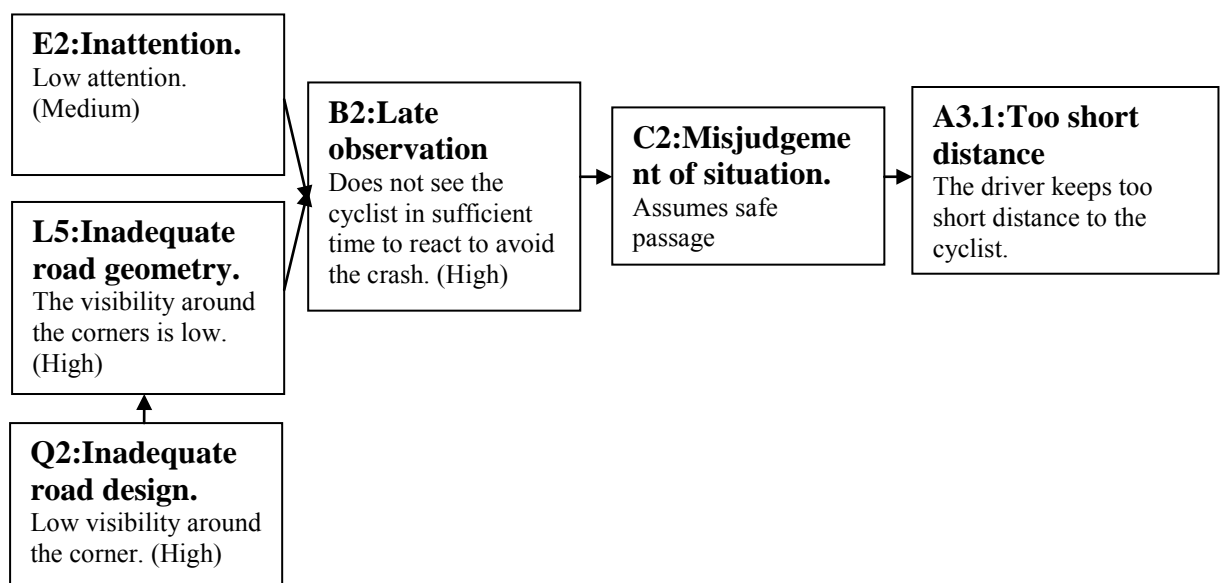 E2:Inattention.
Low attention.
(Medium)
L5:Inadequate
road geometry.
The visibility around
the corners is low.
(High)
Q2:Inadequate
road design.
Low visibility around
the corner. (High)
B2:Late
observation
Does not see the
cyclist in sufficient
time to react to avoid
the crash. (High)
C2:Misjudgeme
nt of situation.
Assumes safe
passage
A3.1:Too short
distance
The driver keeps too
short distance to the
cyclist.